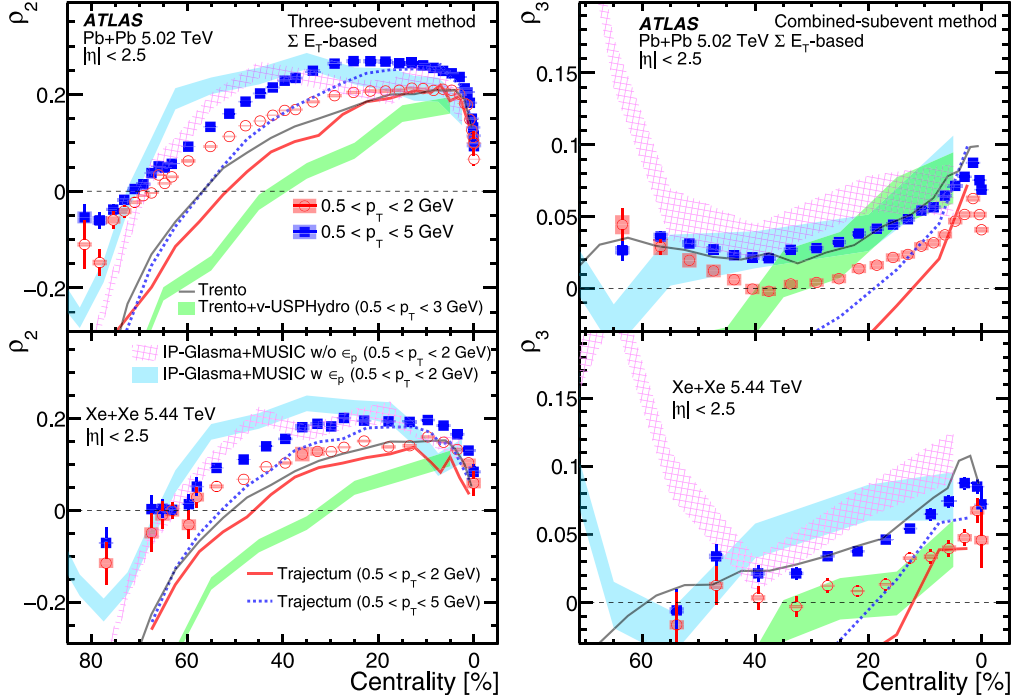 ρ2
ATLAS
Pb+Pb 5.02 TeV
|η| < 2.5
Three-subevent method
Σ ET-based
0.2
0
−0.2
0.5 < pT < 2 GeV
0.5 < pT < 5 GeV
Trento
Trento+v-USPHydro (0.5 < pT < 3 GeV)
ρ3
ATLAS
Combined-subevent method
Pb+Pb 5.02 TeV Σ ET-based
|η| < 2.5
0.15
0.1
0.05
0
ρ2
IP-Glasma+MUSIC w/o ϵp (0.5 < pT < 2 GeV)
IP-Glasma+MUSIC w ϵp (0.5 < pT < 2 GeV)
Xe+Xe 5.44 TeV
|η| < 2.5
0.2
0
−0.2
Trajectum (0.5 < pT < 2 GeV)
Trajectum (0.5 < pT < 5 GeV)
80 60 40 20 0
Centrality [%]
ρ3
Xe+Xe 5.44 TeV
|η| < 2.5
0.15
0.1
0.05
0
60 40 20 0
Centrality [%]